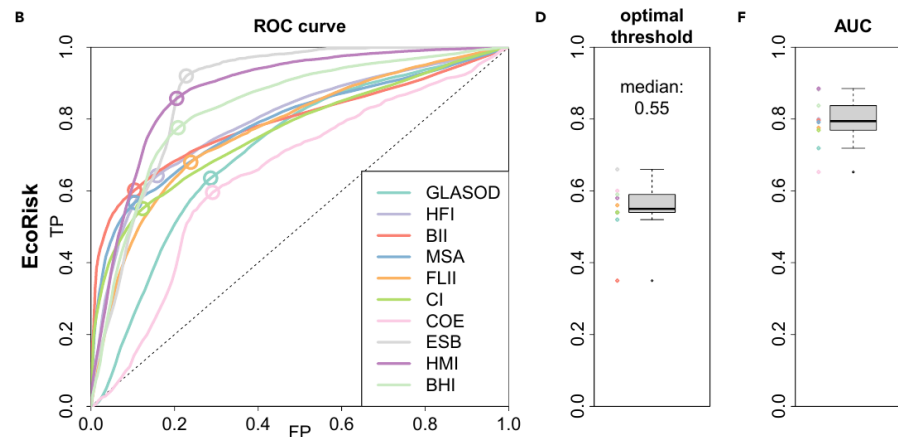 B
ROC curve
D
optimal
threshold
F
AUC
EcoRisk
TP
1.0
0.8
0.6
0.4
0.2
0.0
GLASOD
HFI
BII
MSA
FLII
CI
COE
ESB
HMI
BHI
0.0
0.2
0.4
0.6
0.8
1.0
FP
median:
0.55
1.0
0.8
0.6
0.4
0.2
0.0
1.0
0.8
0.6
0.4
0.2
0.0